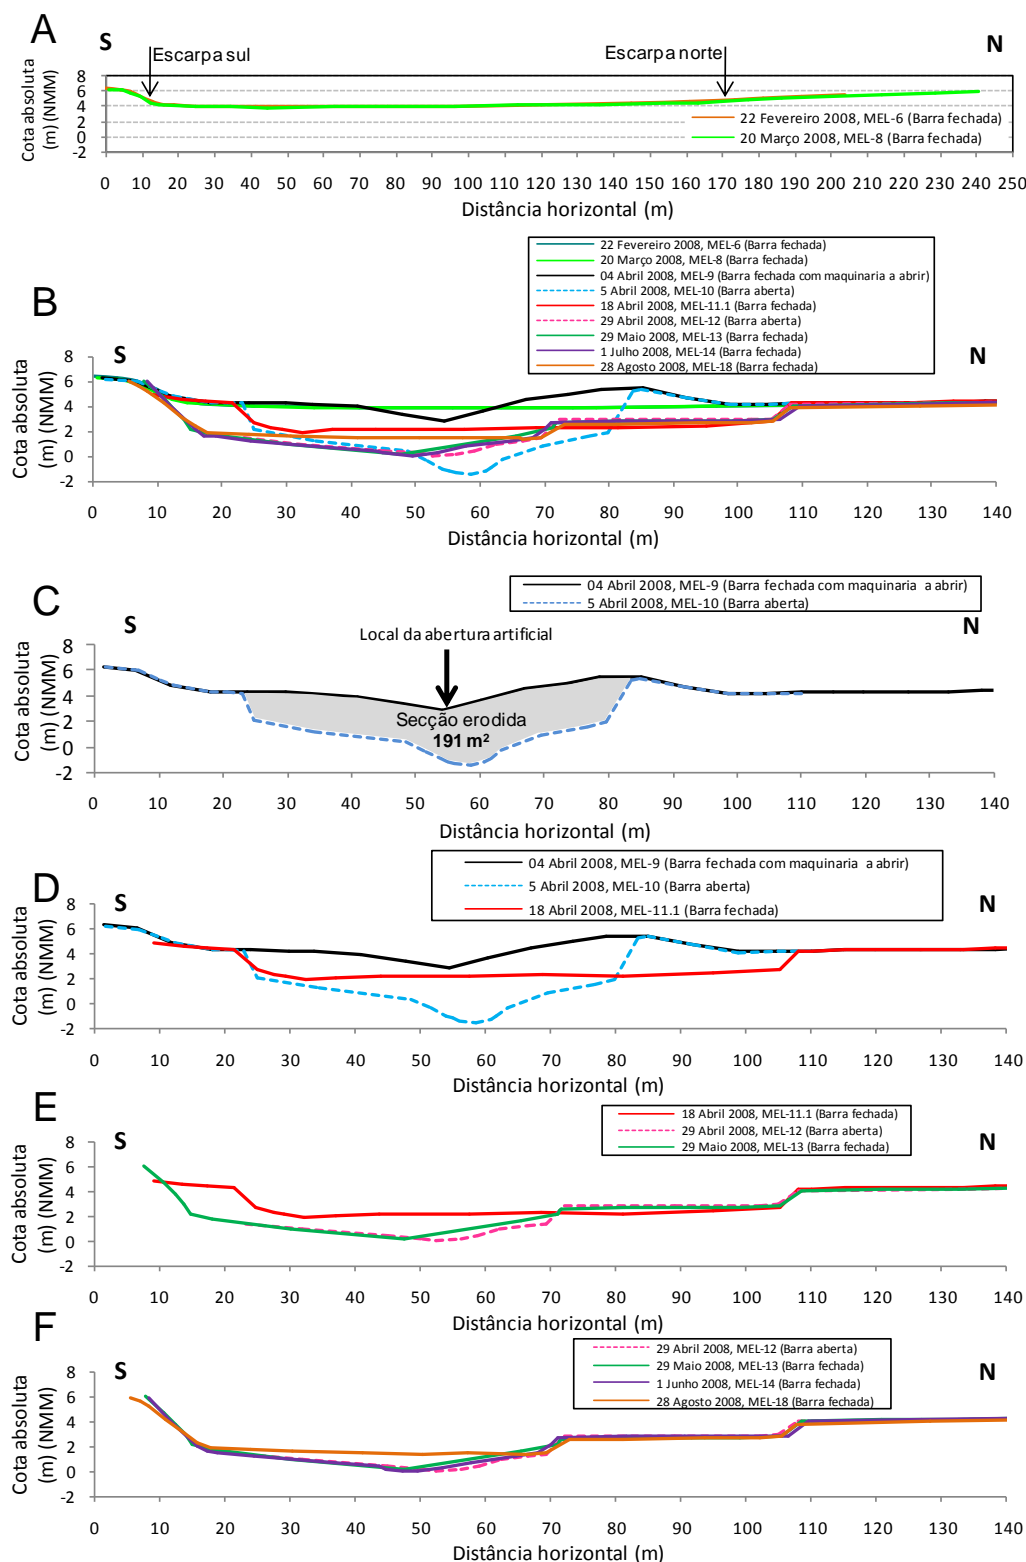 A
S
N
Escarpa sul
Escarpa norte
Cota absoluta
(m) (NMM)
6
4
2
0
-2
22 Fevereiro 2008, MEL-6 (Barra fechada)
20 Março 2008, MEL-8 (Barra fechada)
0 10 20 30 40 50 60 70 80 90 100 110 120 130 140 150 160 170 180 190 200 210 220 230 240 250
Distância horizontal (m)
22 Fevereiro 2008, MEL-6 (Barra fechada)
20 Março 2008, MEL-8 (Barra fechada)
04 Abril 2008, MEL-9 (Barra fechada com maquinaria a abrir)
5 Abril 2008, MEL-10 (Barra aberta)
18 Abril 2008, MEL-11.1 (Barra fechada)
29 Abril 2008, MEL-12 (Barra aberta)
29 Maio 2008, MEL-13 (Barra fechada)
1 Julho 2008, MEL-14 (Barra fechada)
28 Agosto 2008, MEL-18 (Barra fechada)
B
S
N
Cota absoluta
(m) (NMM)
8
6
4
2
0
-2
0 10 20 30 40 50 60 70 80 90 100 110 120 130 140
Distância horizontal (m)
C
04 Abril 2008, MEL-9 (Barra fechada com maquinaria a abrir)
5 Abril 2008, MEL-10 (Barra aberta)
S
N
Local da abertura artificial
Cota absoluta
(m) (NMM)
8
6
4
2
0
-2
Secção erodida
191 m²
0 10 20 30 40 50 60 70 80 90 100 110 120 130 140
Distância horizontal (m)
D
04 Abril 2008, MEL-9 (Barra fechada com maquinaria a abrir)
5 Abril 2008, MEL-10 (Barra aberta)
18 Abril 2008, MEL-11.1 (Barra fechada)
S
N
Cota absoluta
(m) (NMM)
8
6
4
2
0
-2
0 10 20 30 40 50 60 70 80 90 100 110 120 130 140
Distância horizontal (m)
E
18 Abril 2008, MEL-11.1 (Barra fechada)
29 Abril 2008, MEL-12 (Barra aberta)
29 Maio 2008, MEL-13 (Barra fechada)
S
N
Cota absoluta
(m) (NMM)
8
6
4
2
0
-2
0 10 20 30 40 50 60 70 80 90 100 110 120 130 140
Distância horizontal (m)
F
29 Abril 2008, MEL-12 (Barra aberta)
29 Maio 2008, MEL-13 (Barra fechada)
1 Junho 2008, MEL-14 (Barra fechada)
28 Agosto 2008, MEL-18 (Barra fechada)
S
N
Cota absoluta
(m) (NMM)
8
6
4
2
0
-2
0 10 20 30 40 50 60 70 80 90 100 110 120 130 140
Distância horizontal (m)